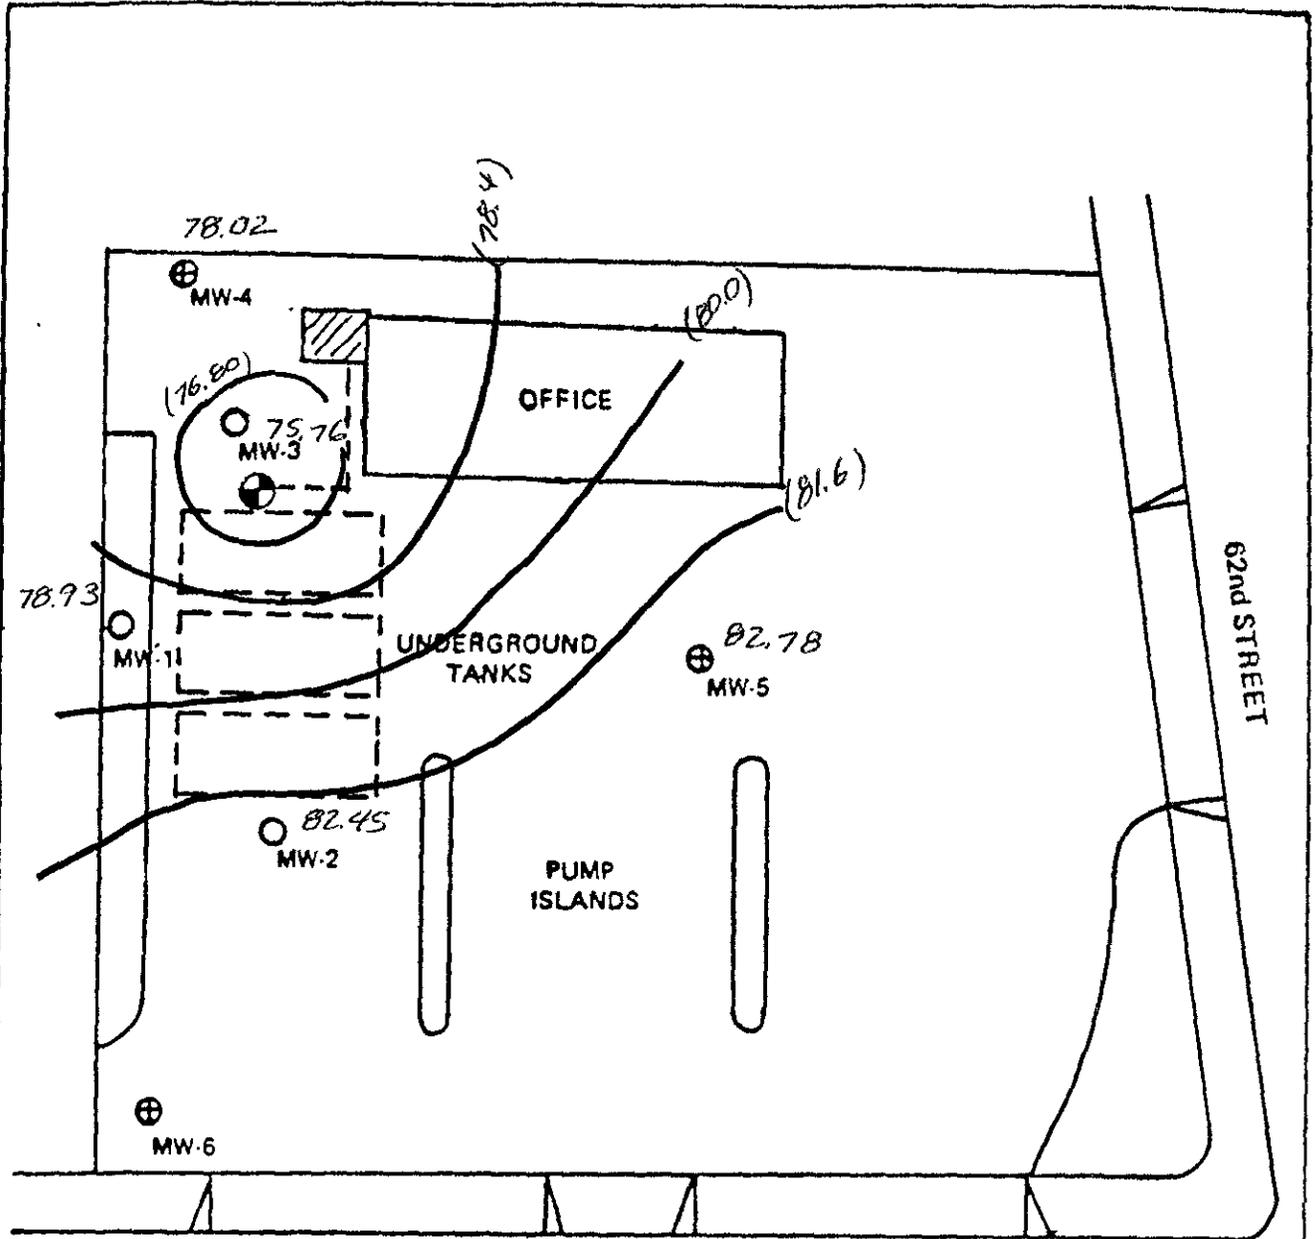 (78.4)
78.02
MW-4
(80.0)
(76.80)
OFFICE
75.76
MW-3
(81.6)
62nd STREET
78.93
MW-1
UNDERGROUND
TANKS
82.78
MW-5
82.45
MW-2
PUMP
ISLANDS
MW-6